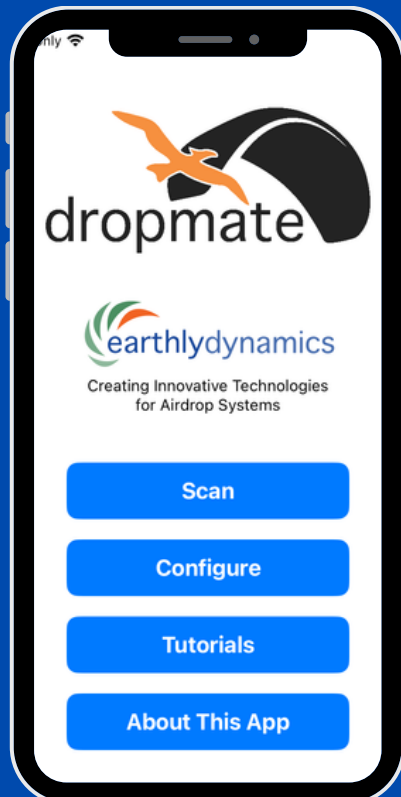 dropmate
earthlydynamics
Creating Innovative Technologies
for Airdrop Systems
Scan
Configure
Tutorials
About This App